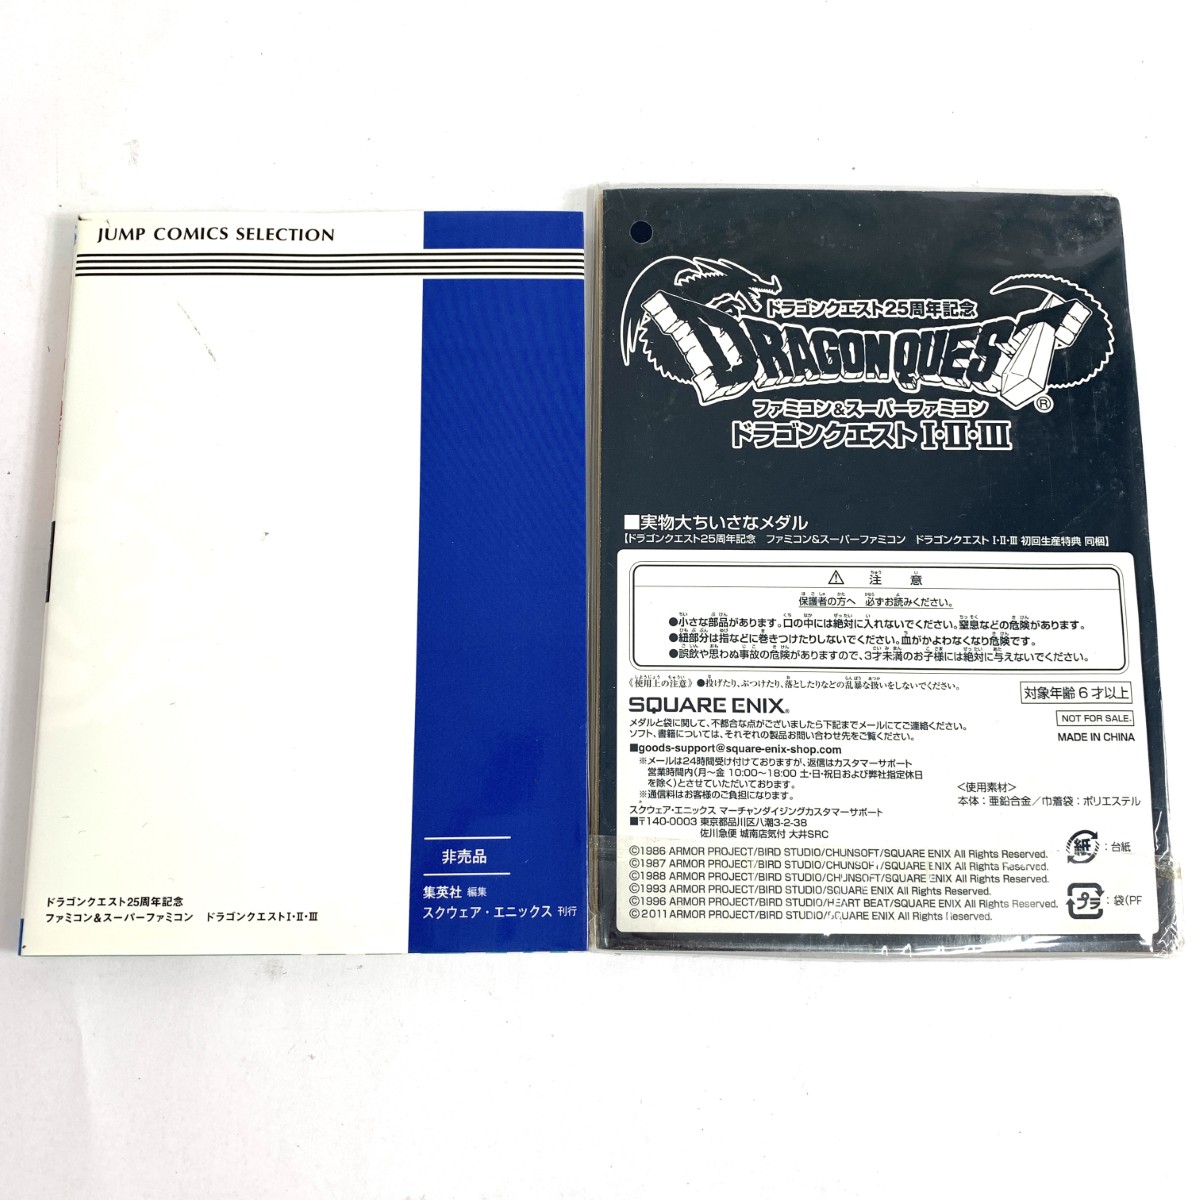 JUMP COMICS SELECTION
非売品
集英社 編集
スクウェア・エニックス 刊行
ドラゴンクエスト25周年記念
ファミコン&スーパーファミコン ドラゴンクエストI・II・III
ドラゴンクエスト25周年記念
DRAGON QUEST®
ファミコン&スーパーファミコン
ドラゴンクエスト I・II・III
■実物大ちいさなメダル
【ドラゴンクエスト25周年記念 ファミコン&スーパーファミコン ドラゴンクエスト I・II・III 初回生産特典 同梱】
⚠ 注意
保護者の方へ 必ずお読みください。
●小さな部品があります。口の中には絶対に入れないでください。窒息などの危険があります。
●紐部分は指などに巻きつけたりしないでください。血がかよわなくなり危険です。
●誤飲や思わぬ事故の危険がありますので、3才未満のお子様には絶対に与えないでください。
《使用上の注意》●投げたり、ぶつけたり、落としたりなどの乱暴な扱いをしないでください。
SQUARE ENIX®
対象年齢6才以上
メダルと袋に関して、不都合な点がございましたら下記までメールにてご連絡ください。
ソフト、書籍については、それぞれの製品お問い合わせ先をご覧ください。
NOT FOR SALE.
MADE IN CHINA
■goods-support@square-enix-shop.com
※メールは24時間受け付けておりますが、返信はカスタマーサポート
営業時間内(月〜金 10:00〜18:00 土・日・祝日および弊社指定休日
を除く)とさせていただいております。
※通信料はお客様のご負担になります。
<使用素材>
本体：亜鉛合金／巾着袋：ポリエステル
スクウェア・エニックス マーチャンダイジングカスタマーサポート
■〒140-0003 東京都品川区八潮3-2-38
佐川急便 城南店気付 大井SRC
©1986 ARMOR PROJECT/BIRD STUDIO/CHUNSOFT/SQUARE ENIX All Rights Reserved.
©1987 ARMOR PROJECT/BIRD STUDIO/CHUNSOFT/SQUARE ENIX All Rights Reserved.
©1988 ARMOR PROJECT/BIRD STUDIO/CHUNSOFT/SQUARE ENIX All Rights Reserved.
©1993 ARMOR PROJECT/BIRD STUDIO/SQUARE ENIX All Rights Reserved.
©1996 ARMOR PROJECT/BIRD STUDIO/HEART BEAT/SQUARE ENIX All Rights Reserved.
©2011 ARMOR PROJECT/BIRD STUDIO/SQUARE ENIX All Rights Reserved.
紙：台紙
プラ：袋(PP